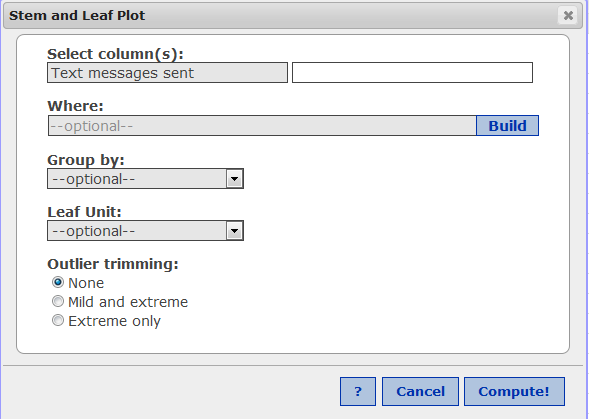 Stem and Leaf Plot
Select column(s):
Text messages sent
Where:
--optional--
Build
Group by:
--optional--
Leaf Unit:
--optional--
Outlier trimming:
None
Mild and extreme
Extreme only
? Cancel Compute!